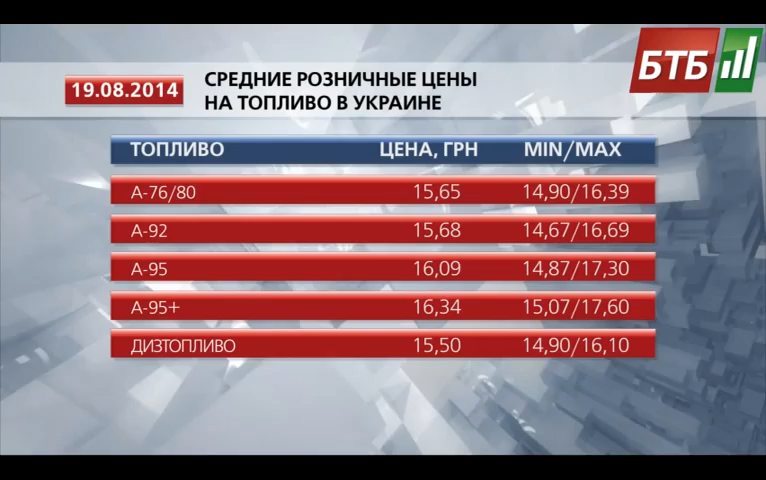 19.08.2014
СРЕДНИЕ РОЗНИЧНЫЕ ЦЕНЫ
НА ТОПЛИВО В УКРАИНЕ
БТБ
ТОПЛИВО ЦЕНА, ГРН MIN/MAX
А-76/80 15,65 14,90/16,39
А-92 15,68 14,67/16,69
А-95 16,09 14,87/17,30
А-95+ 16,34 15,07/17,60
ДИЗТОПЛИВО 15,50 14,90/16,10